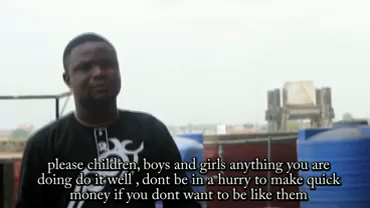 please children, boys and girls anything you are
doing do it well , dont be in a hurry to make quick
money if you dont want to be like them